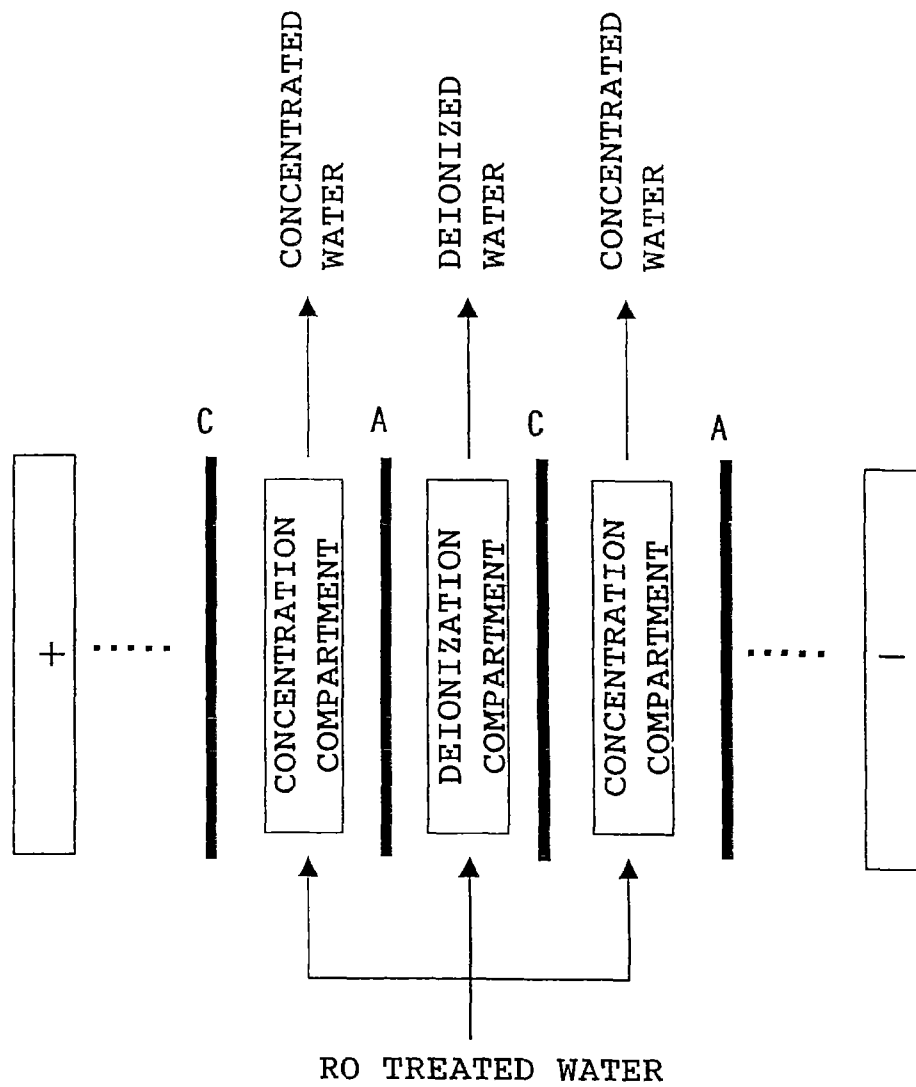 CONCENTRATED
WATER
DEIONIZED
WATER
CONCENTRATED
WATER
C
A
C
A
+
CONCENTRATION
COMPARTMENT
DEIONIZATION
COMPARTMENT
CONCENTRATION
COMPARTMENT
−
RO TREATED WATER